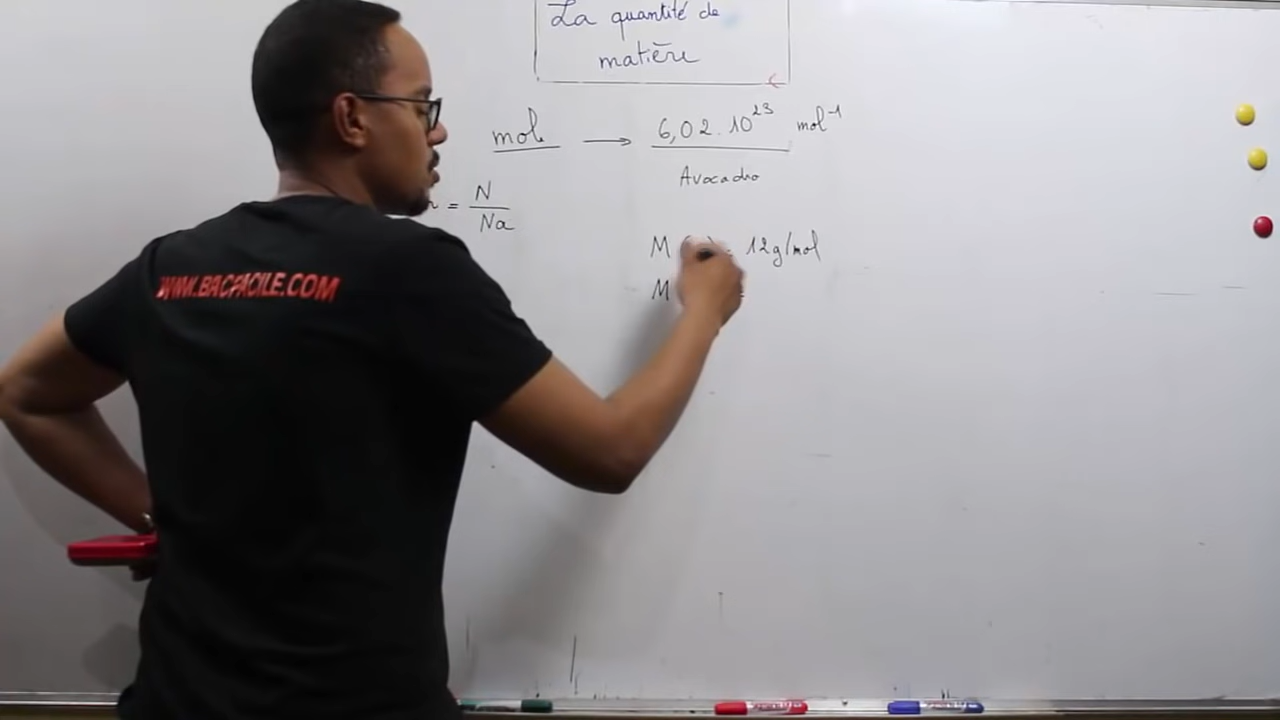 La quantité de
matière
mol → 6,02.10²³ mol⁻¹
Avocadro
= N
Na
M 12g/mol
M
WWW.BACFACILE.COM